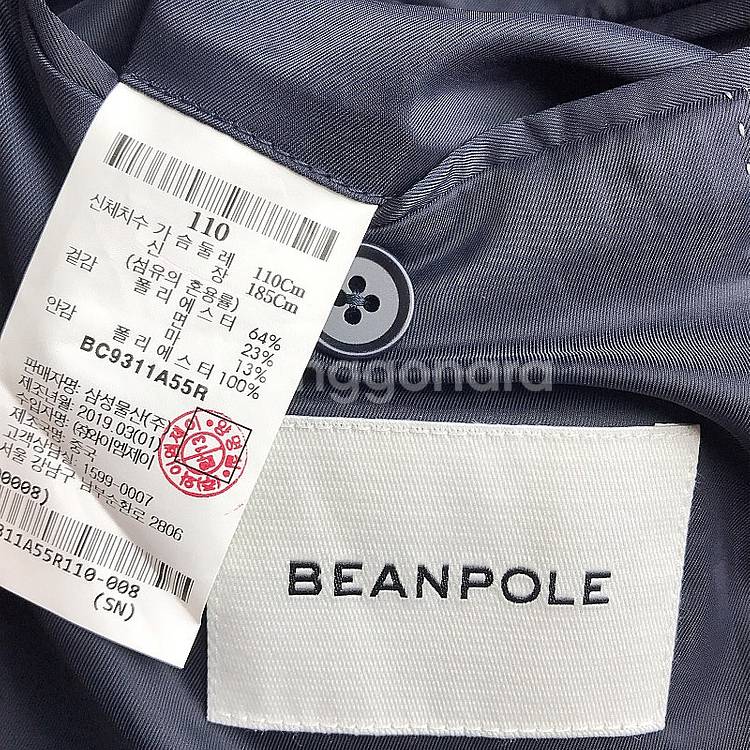 110
신체치수 가 슴 둘 레 110Cm
신 장 185Cm
(섬유의 혼용률)
겉감 폴 리 에 스 터 64%
면 23%
마 13%
안감 폴 리 에 스 터 100%
BC9311A55R
판매자명: 삼성물산(주)
제조년월: 2019.03(01)
수입자명: (주)와이엠제이
제조국명: 중국
고객상담실: 1599-0007
서울 강남구 남부순환로 2806
0008)
311A55R110-008
(SN)
nggonara
BEANPOLE